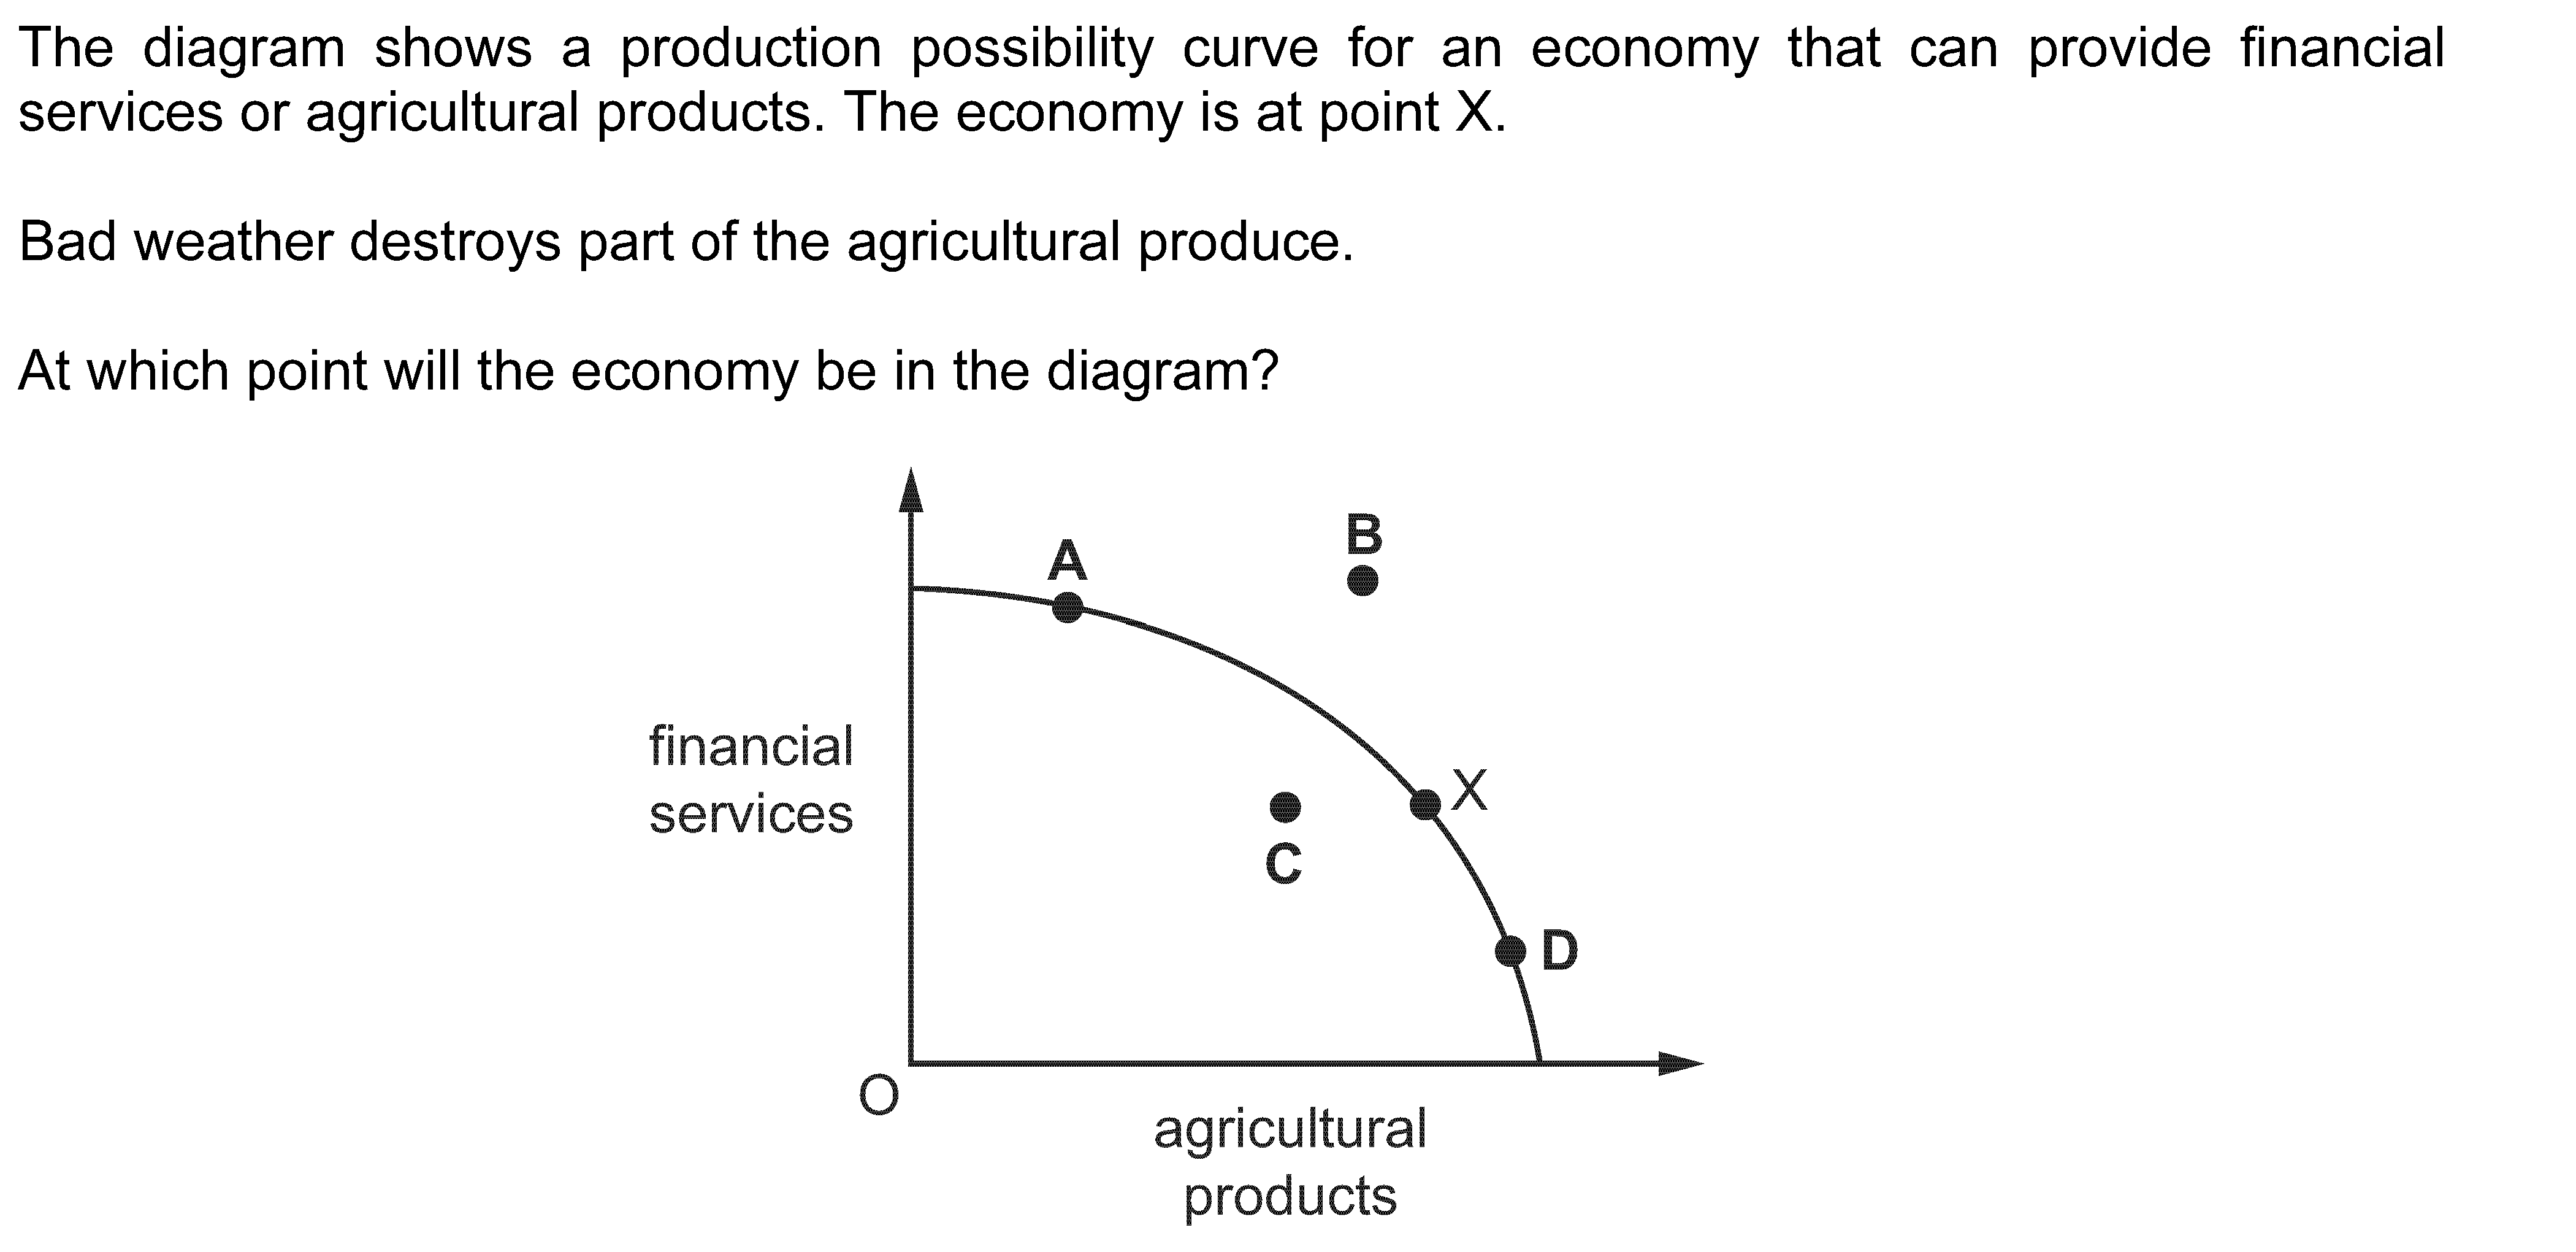 The diagram shows a production possibility curve for an economy that can provide financial
services or agricultural products. The economy is at point X.
Bad weather destroys part of the agricultural produce.
At which point will the economy be in the diagram?
A
B
financial
services
X
C
D
O
agricultural
products